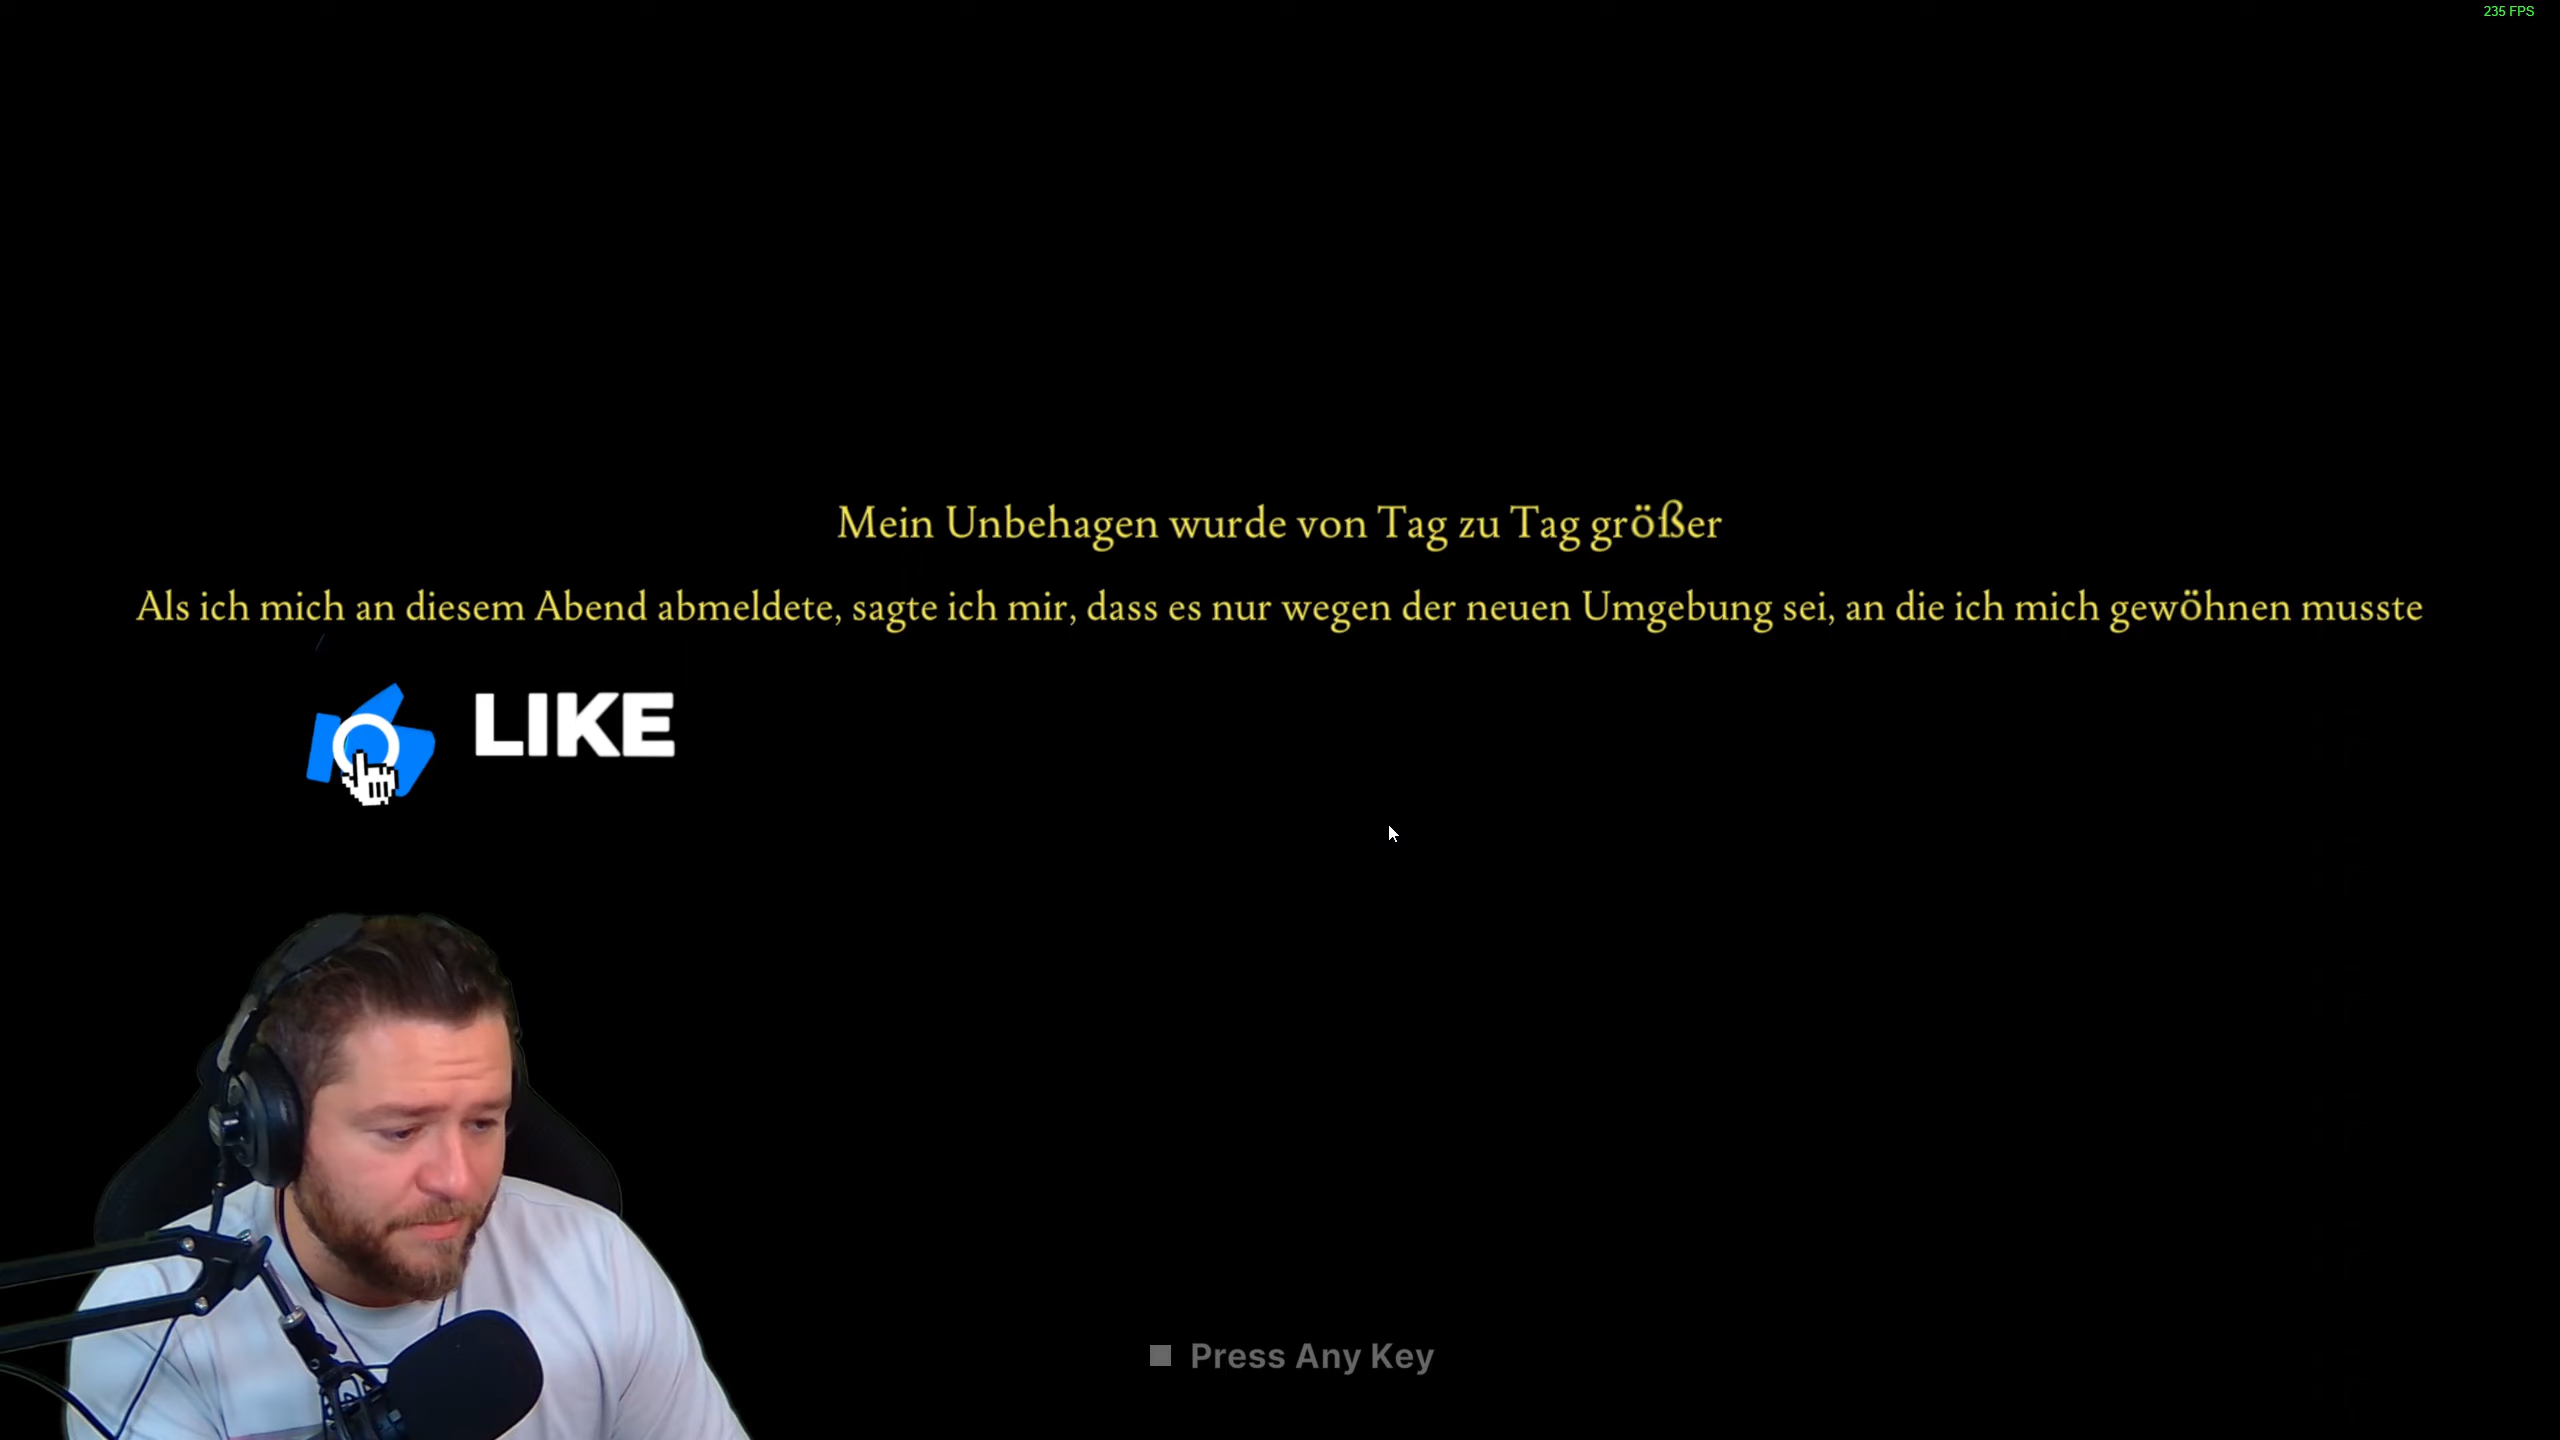 235 FPS
Mein Unbehagen wurde von Tag zu Tag größer
Als ich mich an diesem Abend abmeldete, sagte ich mir, dass es nur wegen der neuen Umgebung sei, an die ich mich gewöhnen musste
LIKE
Press Any Key